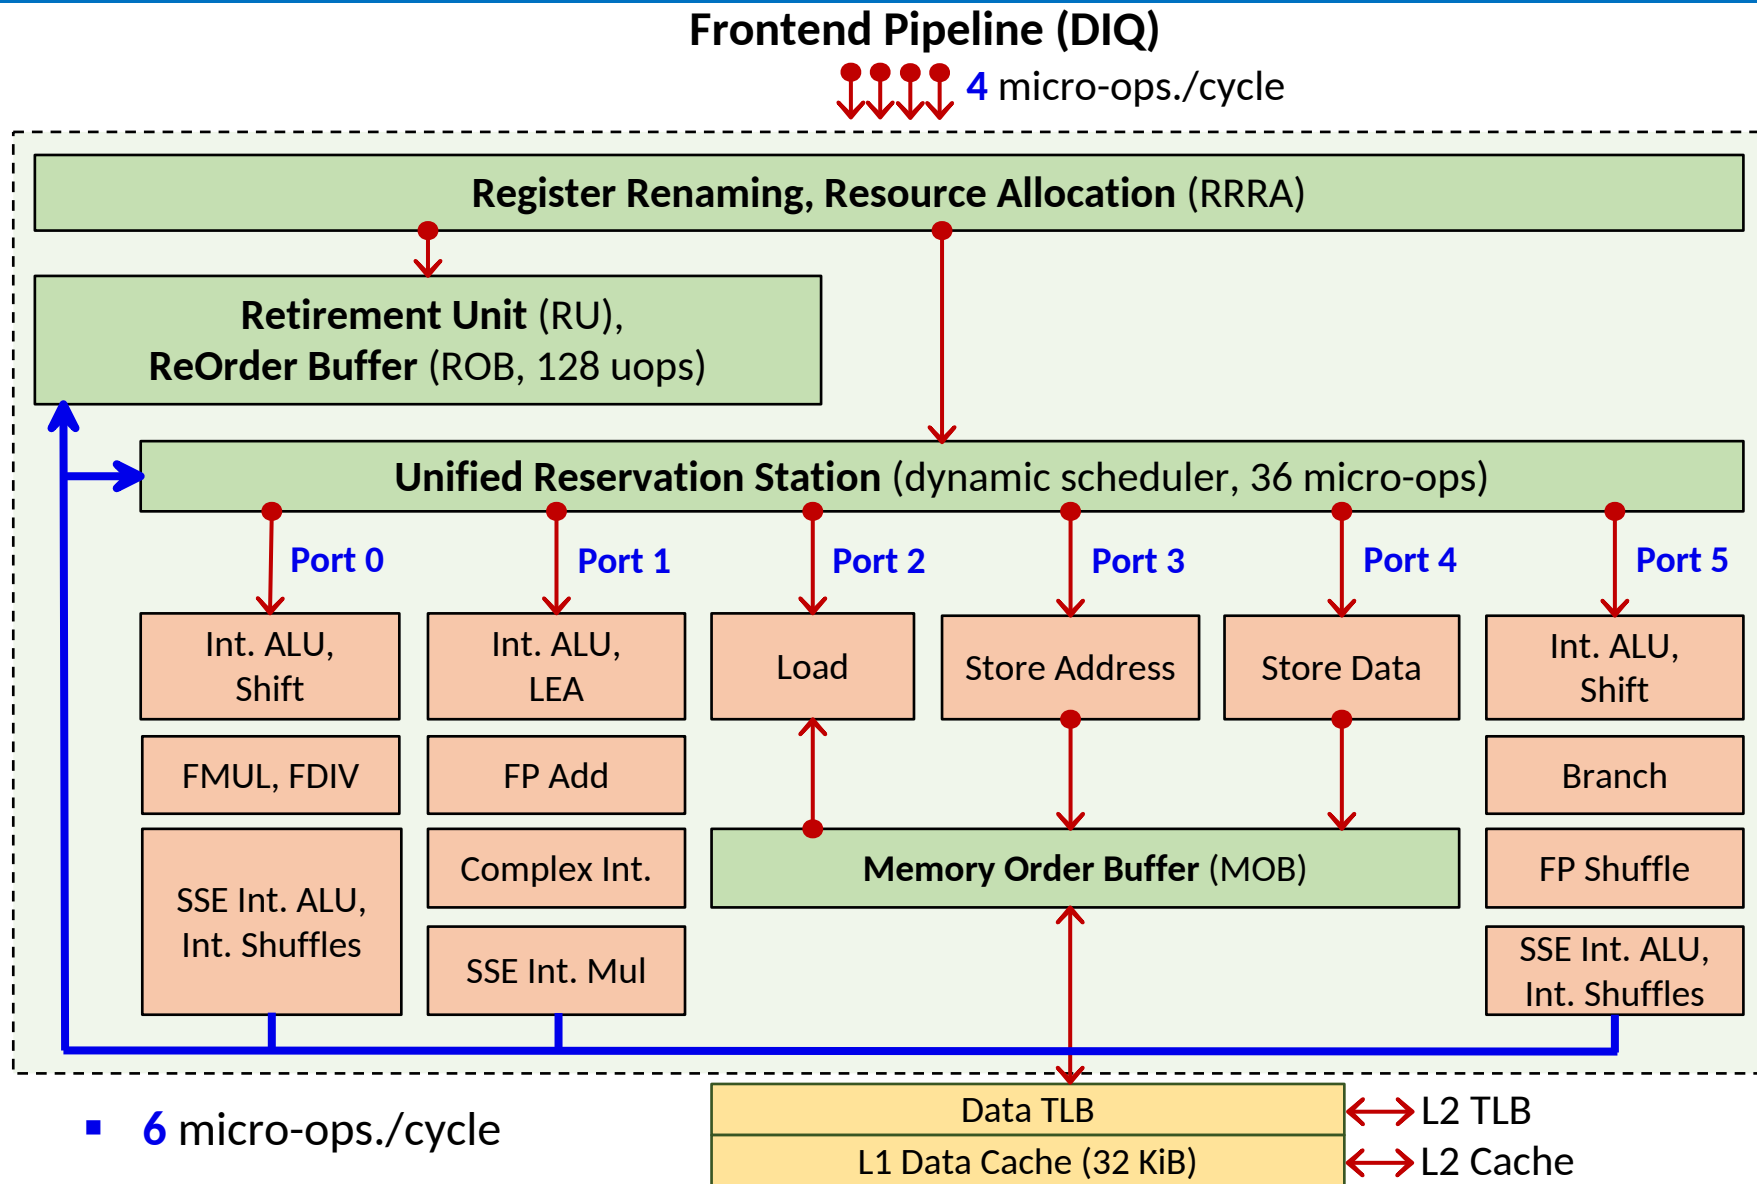 Frontend Pipeline (DIQ)
4 micro-ops./cycle
Register Renaming, Resource Allocation (RRRA)
Retirement Unit (RU),
ReOrder Buffer (ROB, 128 uops)
Unified Reservation Station (dynamic scheduler, 36 micro-ops)
Port 0
Port 1
Port 2
Port 3
Port 4
Port 5
Int. ALU,
Shift
Int. ALU,
LEA
Load
Store Address
Store Data
Int. ALU,
Shift
FMUL, FDIV
FP Add
Branch
SSE Int. ALU,
Int. Shuffles
Complex Int.
Memory Order Buffer (MOB)
FP Shuffle
SSE Int. Mul
SSE Int. ALU,
Int. Shuffles
6 micro-ops./cycle
Data TLB
L2 TLB
L1 Data Cache (32 KiB)
L2 Cache